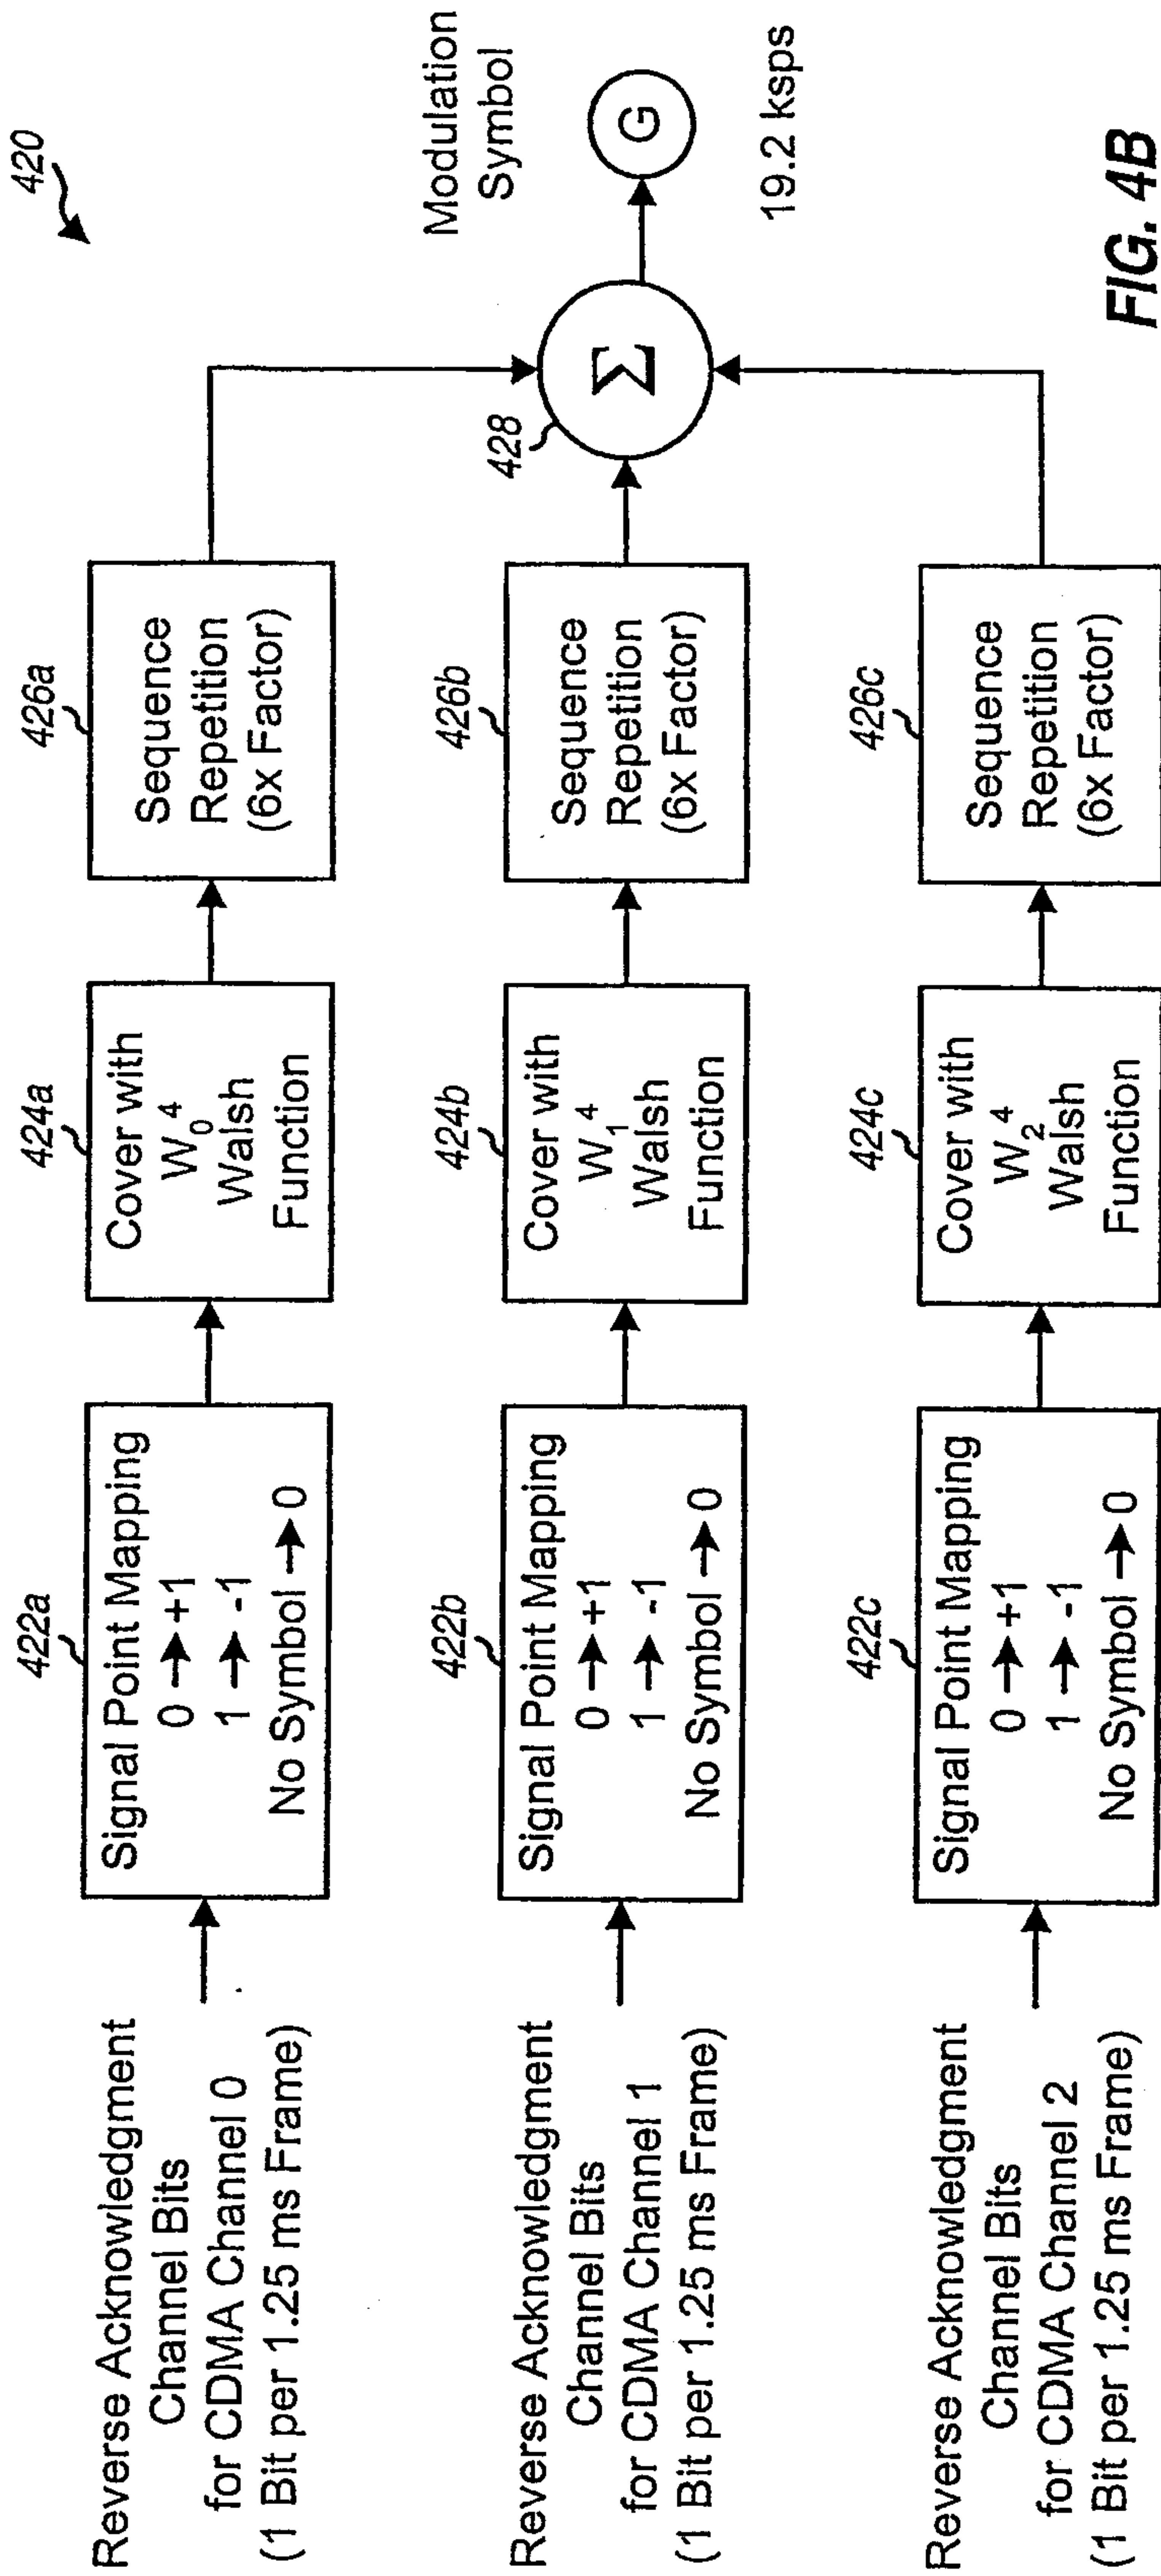 420
Reverse Acknowledgment
Channel Bits
for CDMA Channel 0
(1 Bit per 1.25 ms Frame)
422a
Signal Point Mapping
0 → +1
1 → -1
No Symbol → 0
424a
Cover with
W 0 4
Walsh
Function
426a
Sequence
Repetition
(6x Factor)
Reverse Acknowledgment
Channel Bits
for CDMA Channel 1
(1 Bit per 1.25 ms Frame)
422b
Signal Point Mapping
0 → +1
1 → -1
No Symbol → 0
424b
Cover with
W 1 4
Walsh
Function
426b
Sequence
Repetition
(6x Factor)
428
Σ
Modulation
Symbol
G
19.2 ksps
Reverse Acknowledgment
Channel Bits
for CDMA Channel 2
(1 Bit per 1.25 ms Frame)
422c
Signal Point Mapping
0 → +1
1 → -1
No Symbol → 0
424c
Cover with
W 2 4
Walsh
Function
426c
Sequence
Repetition
(6x Factor)
FIG. 4B